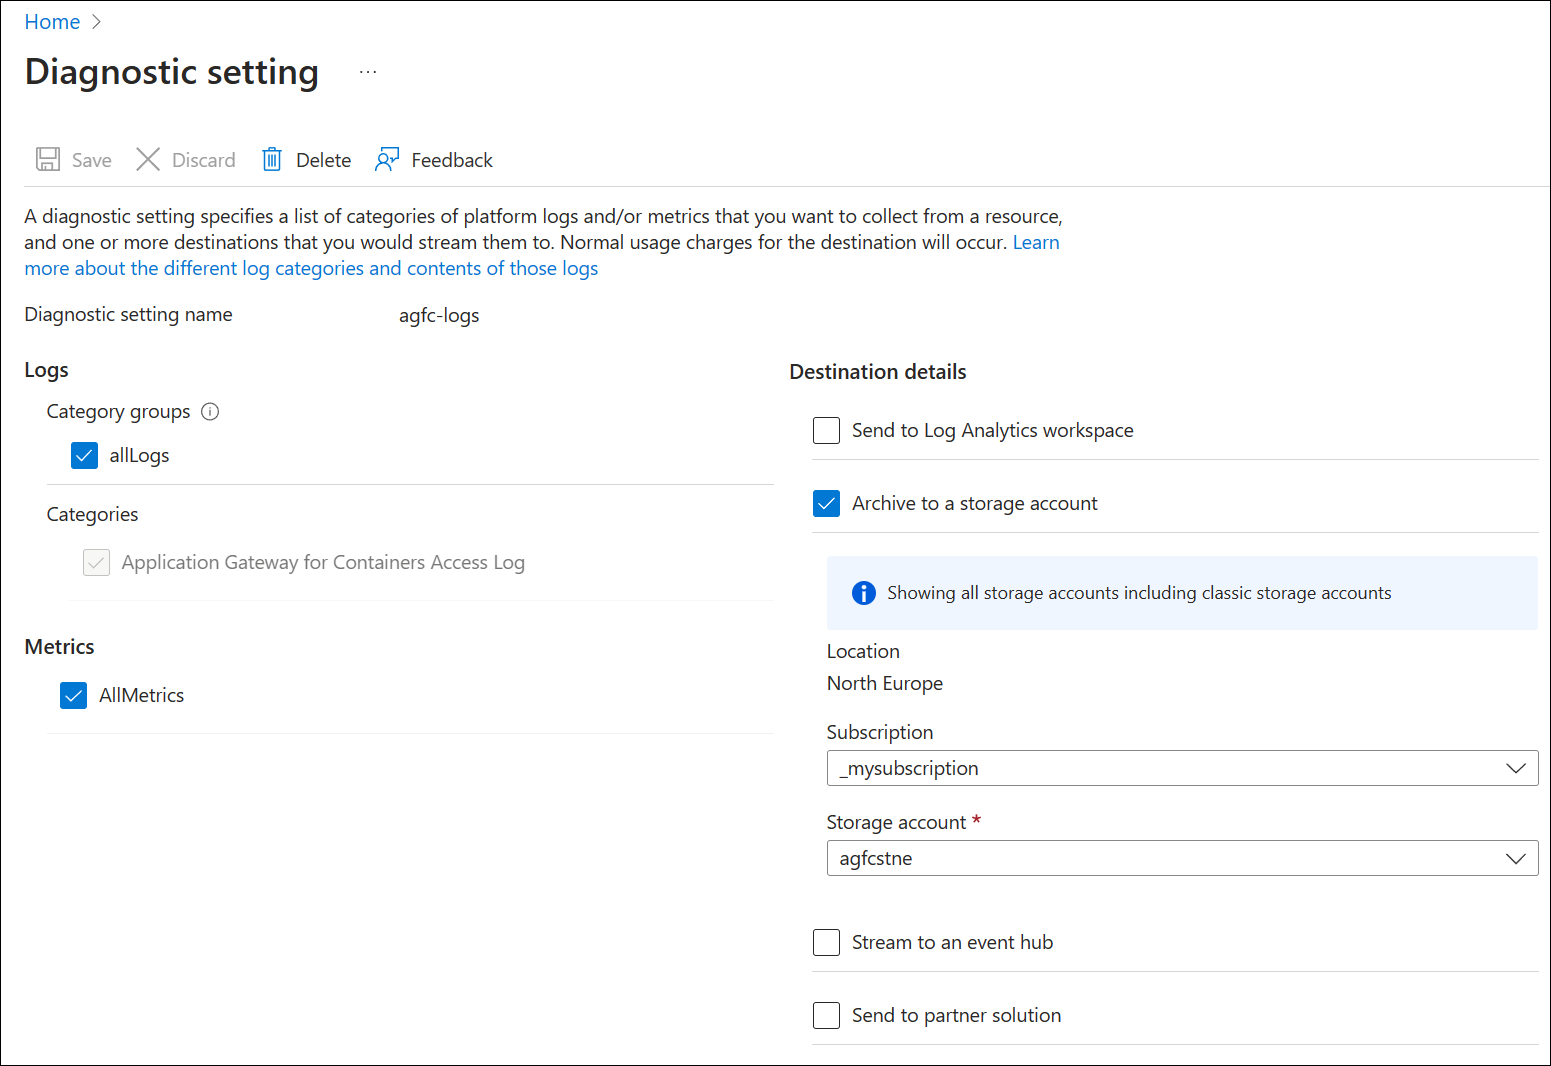 Home
Diagnostic setting ...
Save Discard Delete Feedback
A diagnostic setting specifies a list of categories of platform logs and/or metrics that you want to collect from a resource,
and one or more destinations that you would stream them to. Normal usage charges for the destination will occur. Learn
more about the different log categories and contents of those logs
Diagnostic setting name agfc-logs
Logs
Category groups
allLogs
Categories
Application Gateway for Containers Access Log
Metrics
AllMetrics
Destination details
Send to Log Analytics workspace
Archive to a storage account
Showing all storage accounts including classic storage accounts
Location
North Europe
Subscription
_mysubscription
Storage account *
agfcstne
Stream to an event hub
Send to partner solution